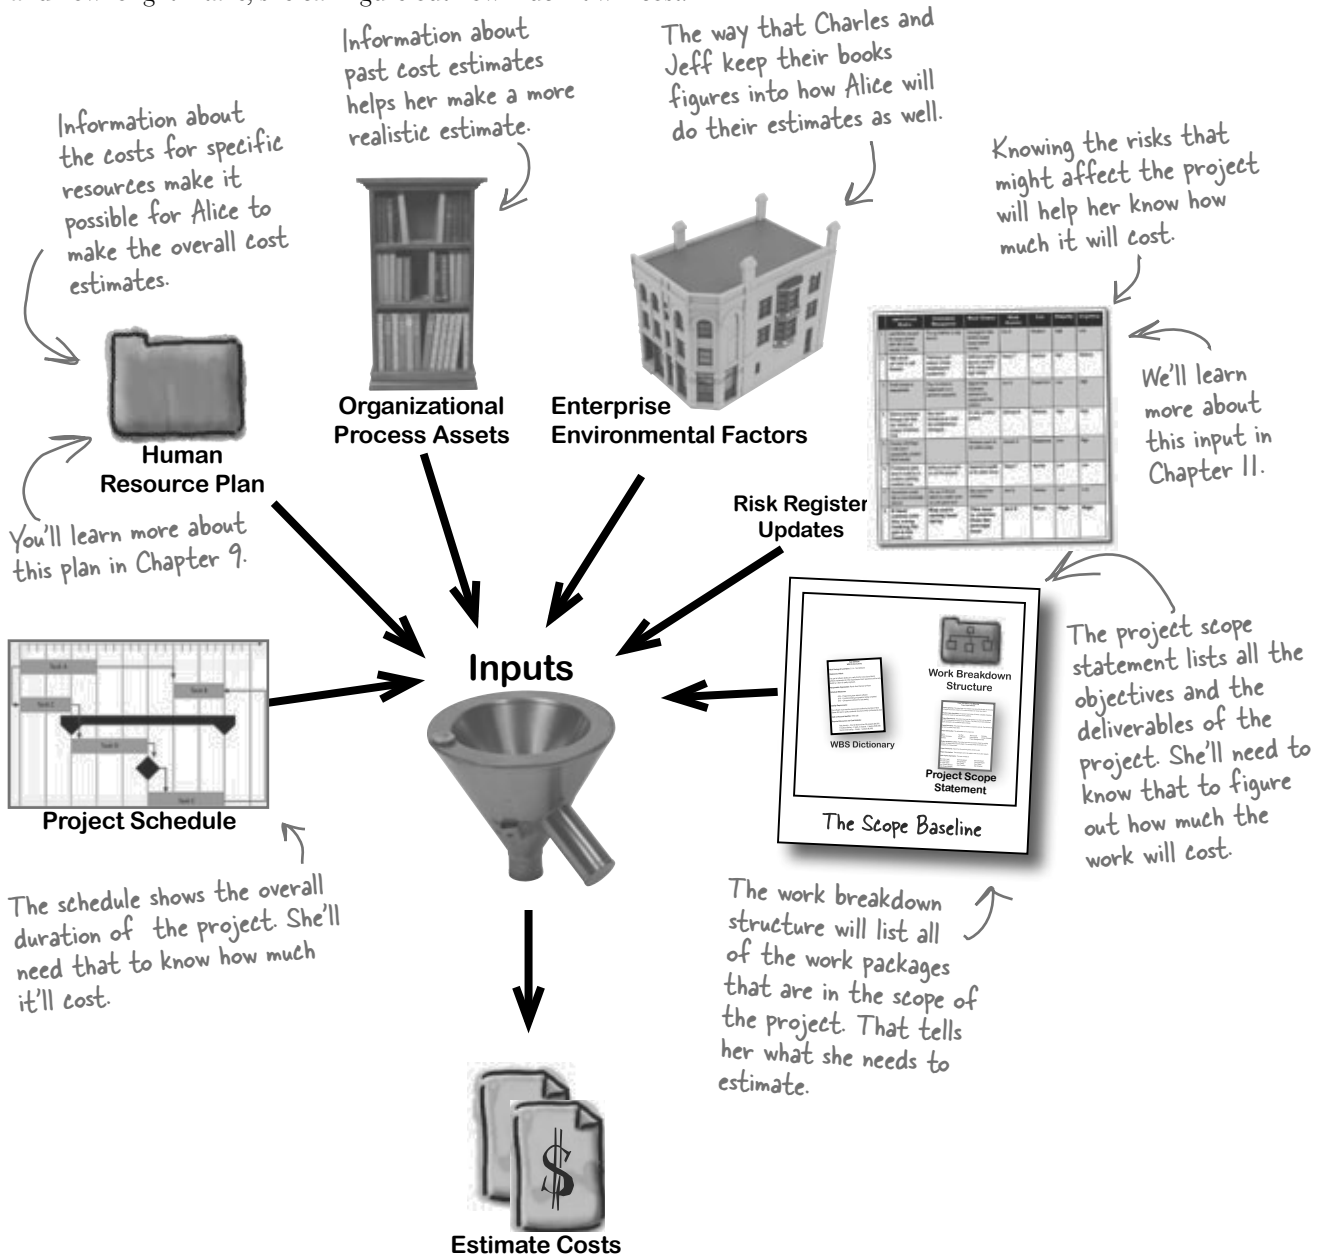 Information about
past cost estimates
helps her make a more
realistic estimate.
The way that Charles and
Jeff keep their books
figures into how Alice will
do their estimates as well.
Information about
the costs for specific
resources make it
possible for Alice to
make the overall cost
estimates.
Knowing the risks that
might affect the project
will help her know how
much it will cost.
We'll learn
more about
this input in
Chapter 11.
Organizational
Process Assets
Enterprise
Environmental Factors
Human
Resource Plan
Risk Register
Updates
You'll learn more about
this plan in Chapter 9.
Inputs
Project Schedule
Work Breakdown
Structure
WBS Dictionary
Project Scope
Statement
The Scope Baseline
The project scope
statement lists all the
objectives and the
deliverables of the
project. She'll need to
know that to figure
out how much the
work will cost.
The schedule shows the overall
duration of the project. She'll
need that to know how much
it'll cost.
The work breakdown
structure will list all
of the work packages
that are in the scope of
the project. That tells
her what she needs to
estimate.
$
Estimate Costs